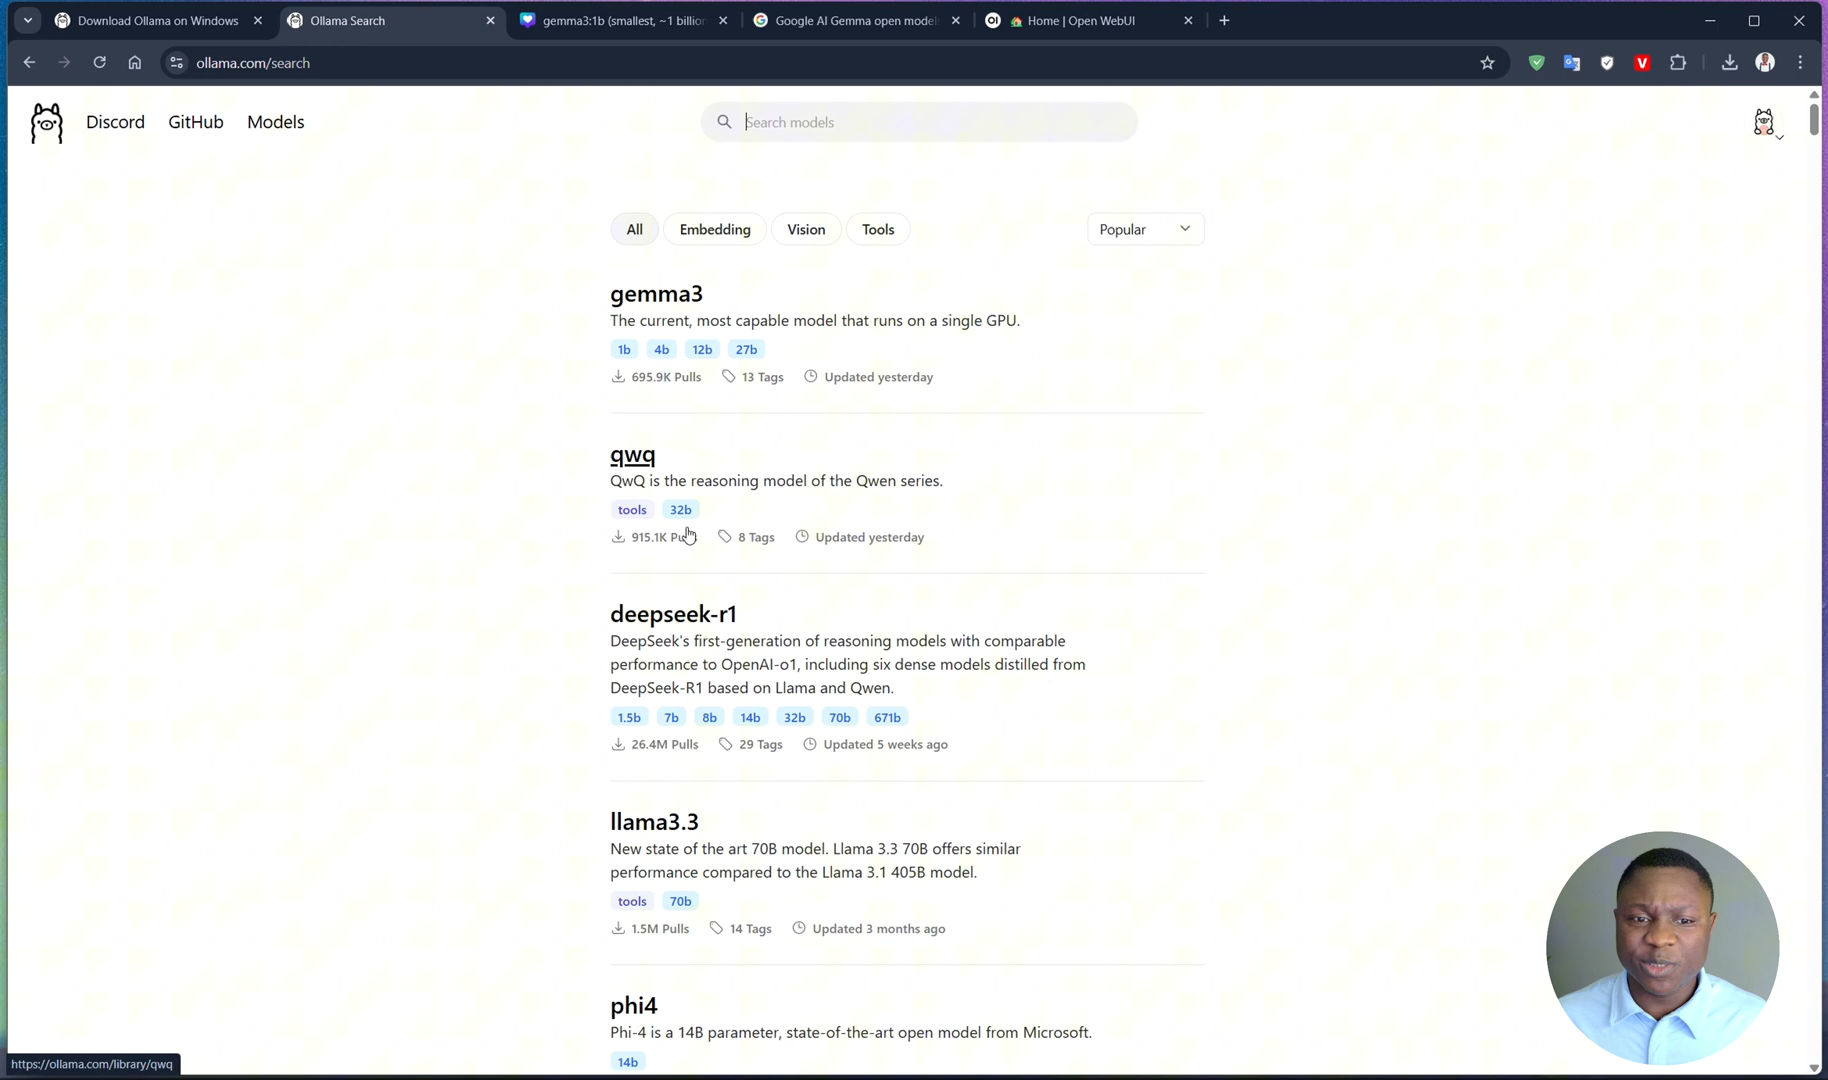 Download Ollama on Windows
Ollama Search
gemma3:1b (smallest, ~1 billio
Google AI Gemma open model
OI
Home | Open WebUI
ollama.com/search
Discord
GitHub
Models
Search models
All
Embedding
Vision
Tools
Popular
gemma3
The current, most capable model that runs on a single GPU.
1b 4b 12b 27b
695.9K Pulls 13 Tags Updated yesterday
qwq
QwQ is the reasoning model of the Qwen series.
tools 32b
915.1K Pulls 8 Tags Updated yesterday
deepseek-r1
DeepSeek's first-generation of reasoning models with comparable
performance to OpenAI-o1, including six dense models distilled from
DeepSeek-R1 based on Llama and Qwen.
1.5b 7b 8b 14b 32b 70b 671b
26.4M Pulls 29 Tags Updated 5 weeks ago
llama3.3
New state of the art 70B model. Llama 3.3 70B offers similar
performance compared to the Llama 3.1 405B model.
tools 70b
1.5M Pulls 14 Tags Updated 3 months ago
phi4
Phi-4 is a 14B parameter, state-of-the-art open model from Microsoft.
14b
https://ollama.com/library/qwq